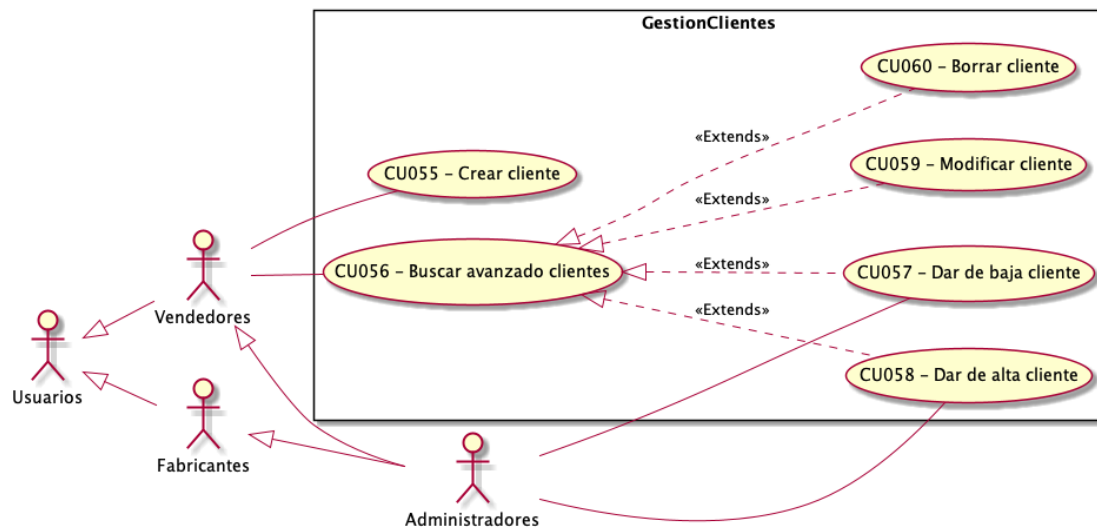 GestionClientes
CU060 – Borrar cliente
«Extends»
CU055 – Crear cliente
CU059 – Modificar cliente
«Extends»
CU056 – Buscar avanzado clientes
«Extends»
CU057 – Dar de baja cliente
«Extends»
Vendedores
CU058 – Dar de alta cliente
Usuarios
Fabricantes
Administradores